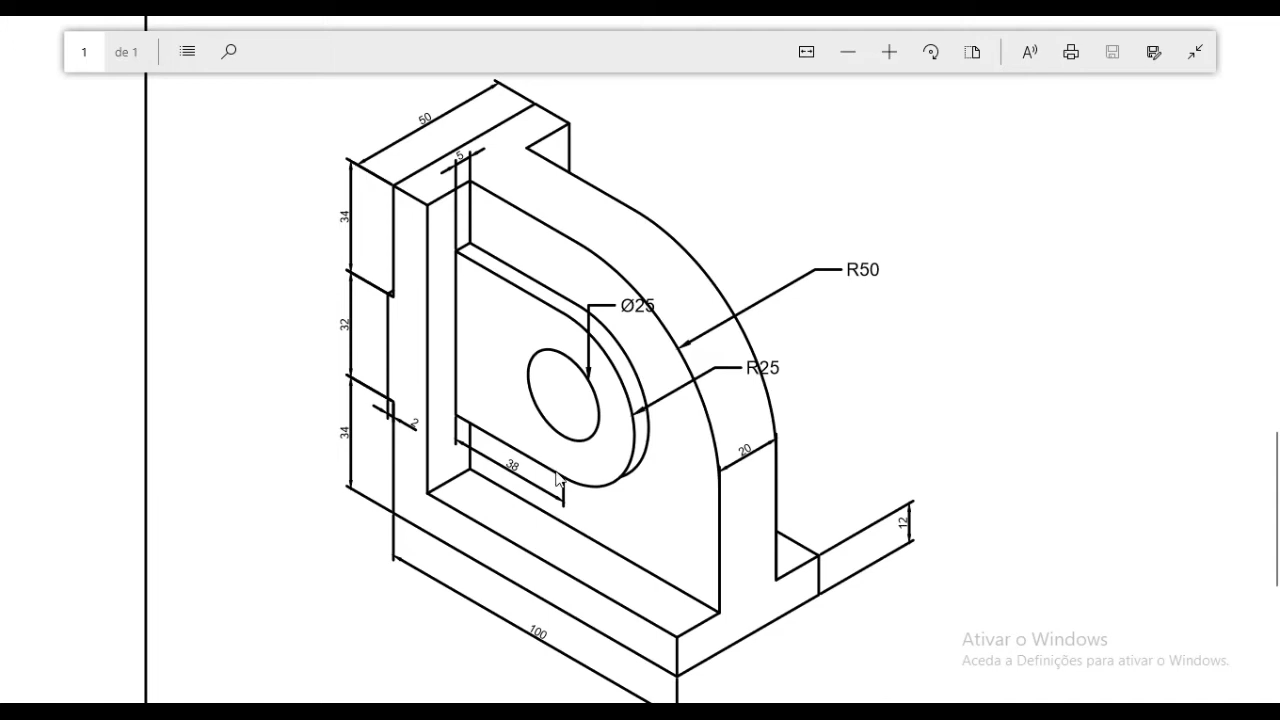 1 de 1
50
5
34
32
2
34
Ø25
R50
R25
38
20
12
100
Ativar o Windows
Aceda a Definições para ativar o Windows.